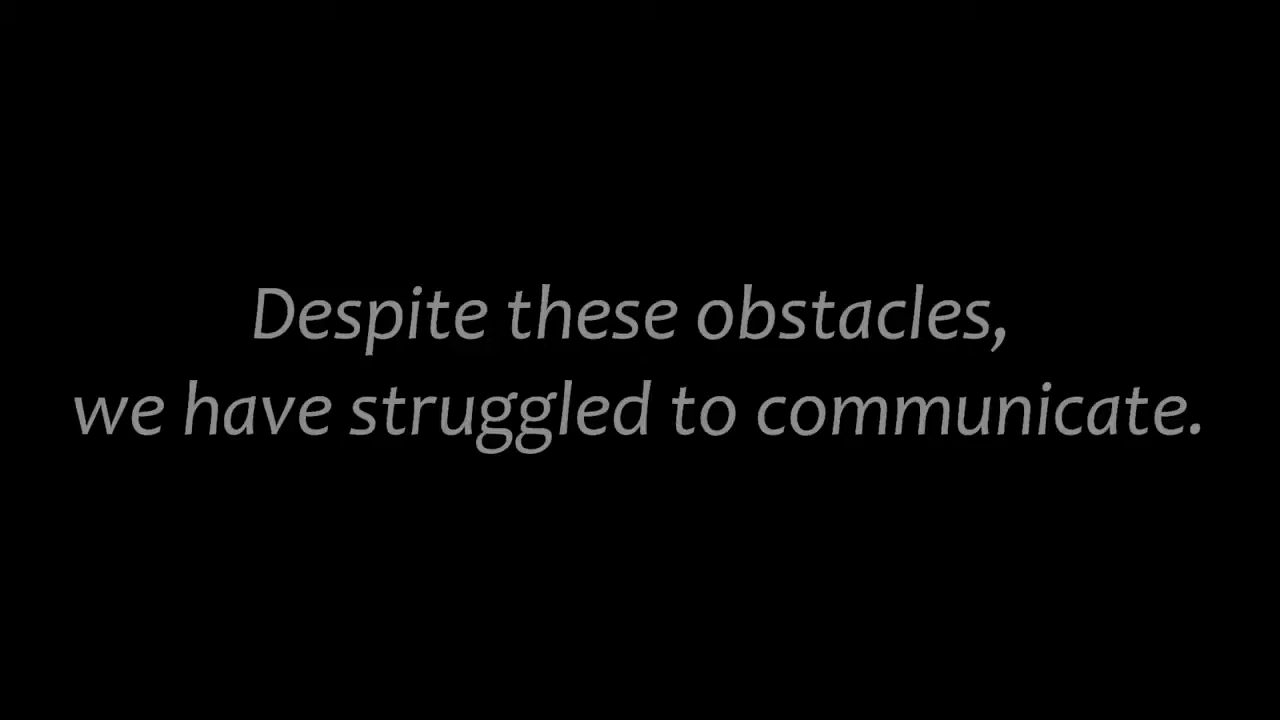 Despite these obstacles,
we have struggled to communicate.